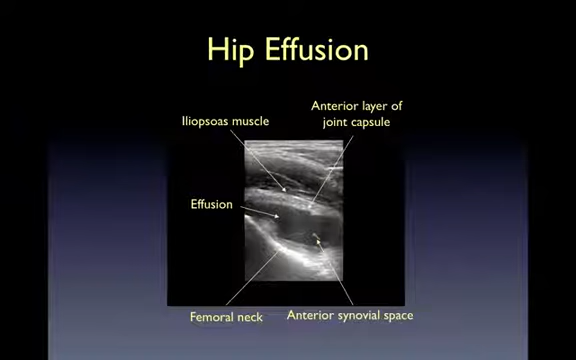 Hip Effusion
Anterior layer of
joint capsule
Iliopsoas muscle
Effusion
Femoral neck
Anterior synovial space